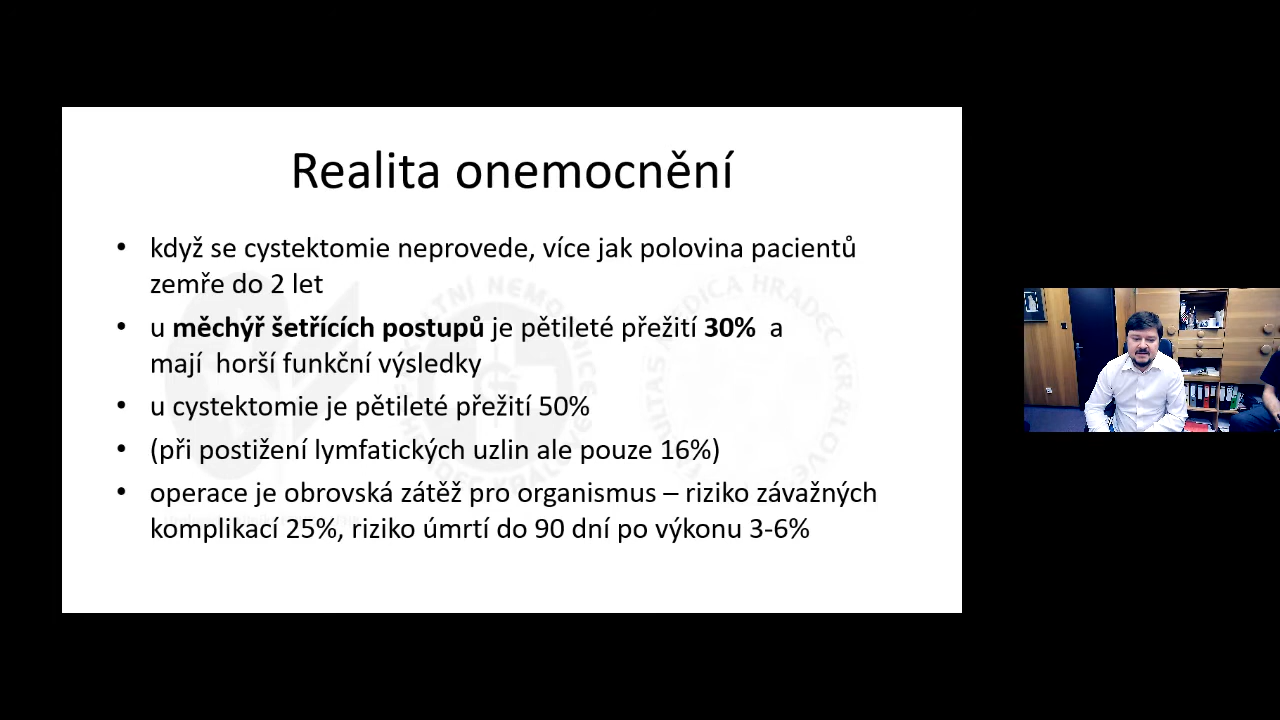 Realita onemocnění
• když se cystektomie neprovede, více jak polovina pacientů
zemře do 2 let
• u měchýř šetřících postupů je pětileté přežití 30% a
mají horší funkční výsledky
• u cystektomie je pětileté přežití 50%
• (při postižení lymfatických uzlin ale pouze 16%)
• operace je obrovská zátěž pro organismus – riziko závažných
komplikací 25%, riziko úmrtí do 90 dní po výkonu 3-6%